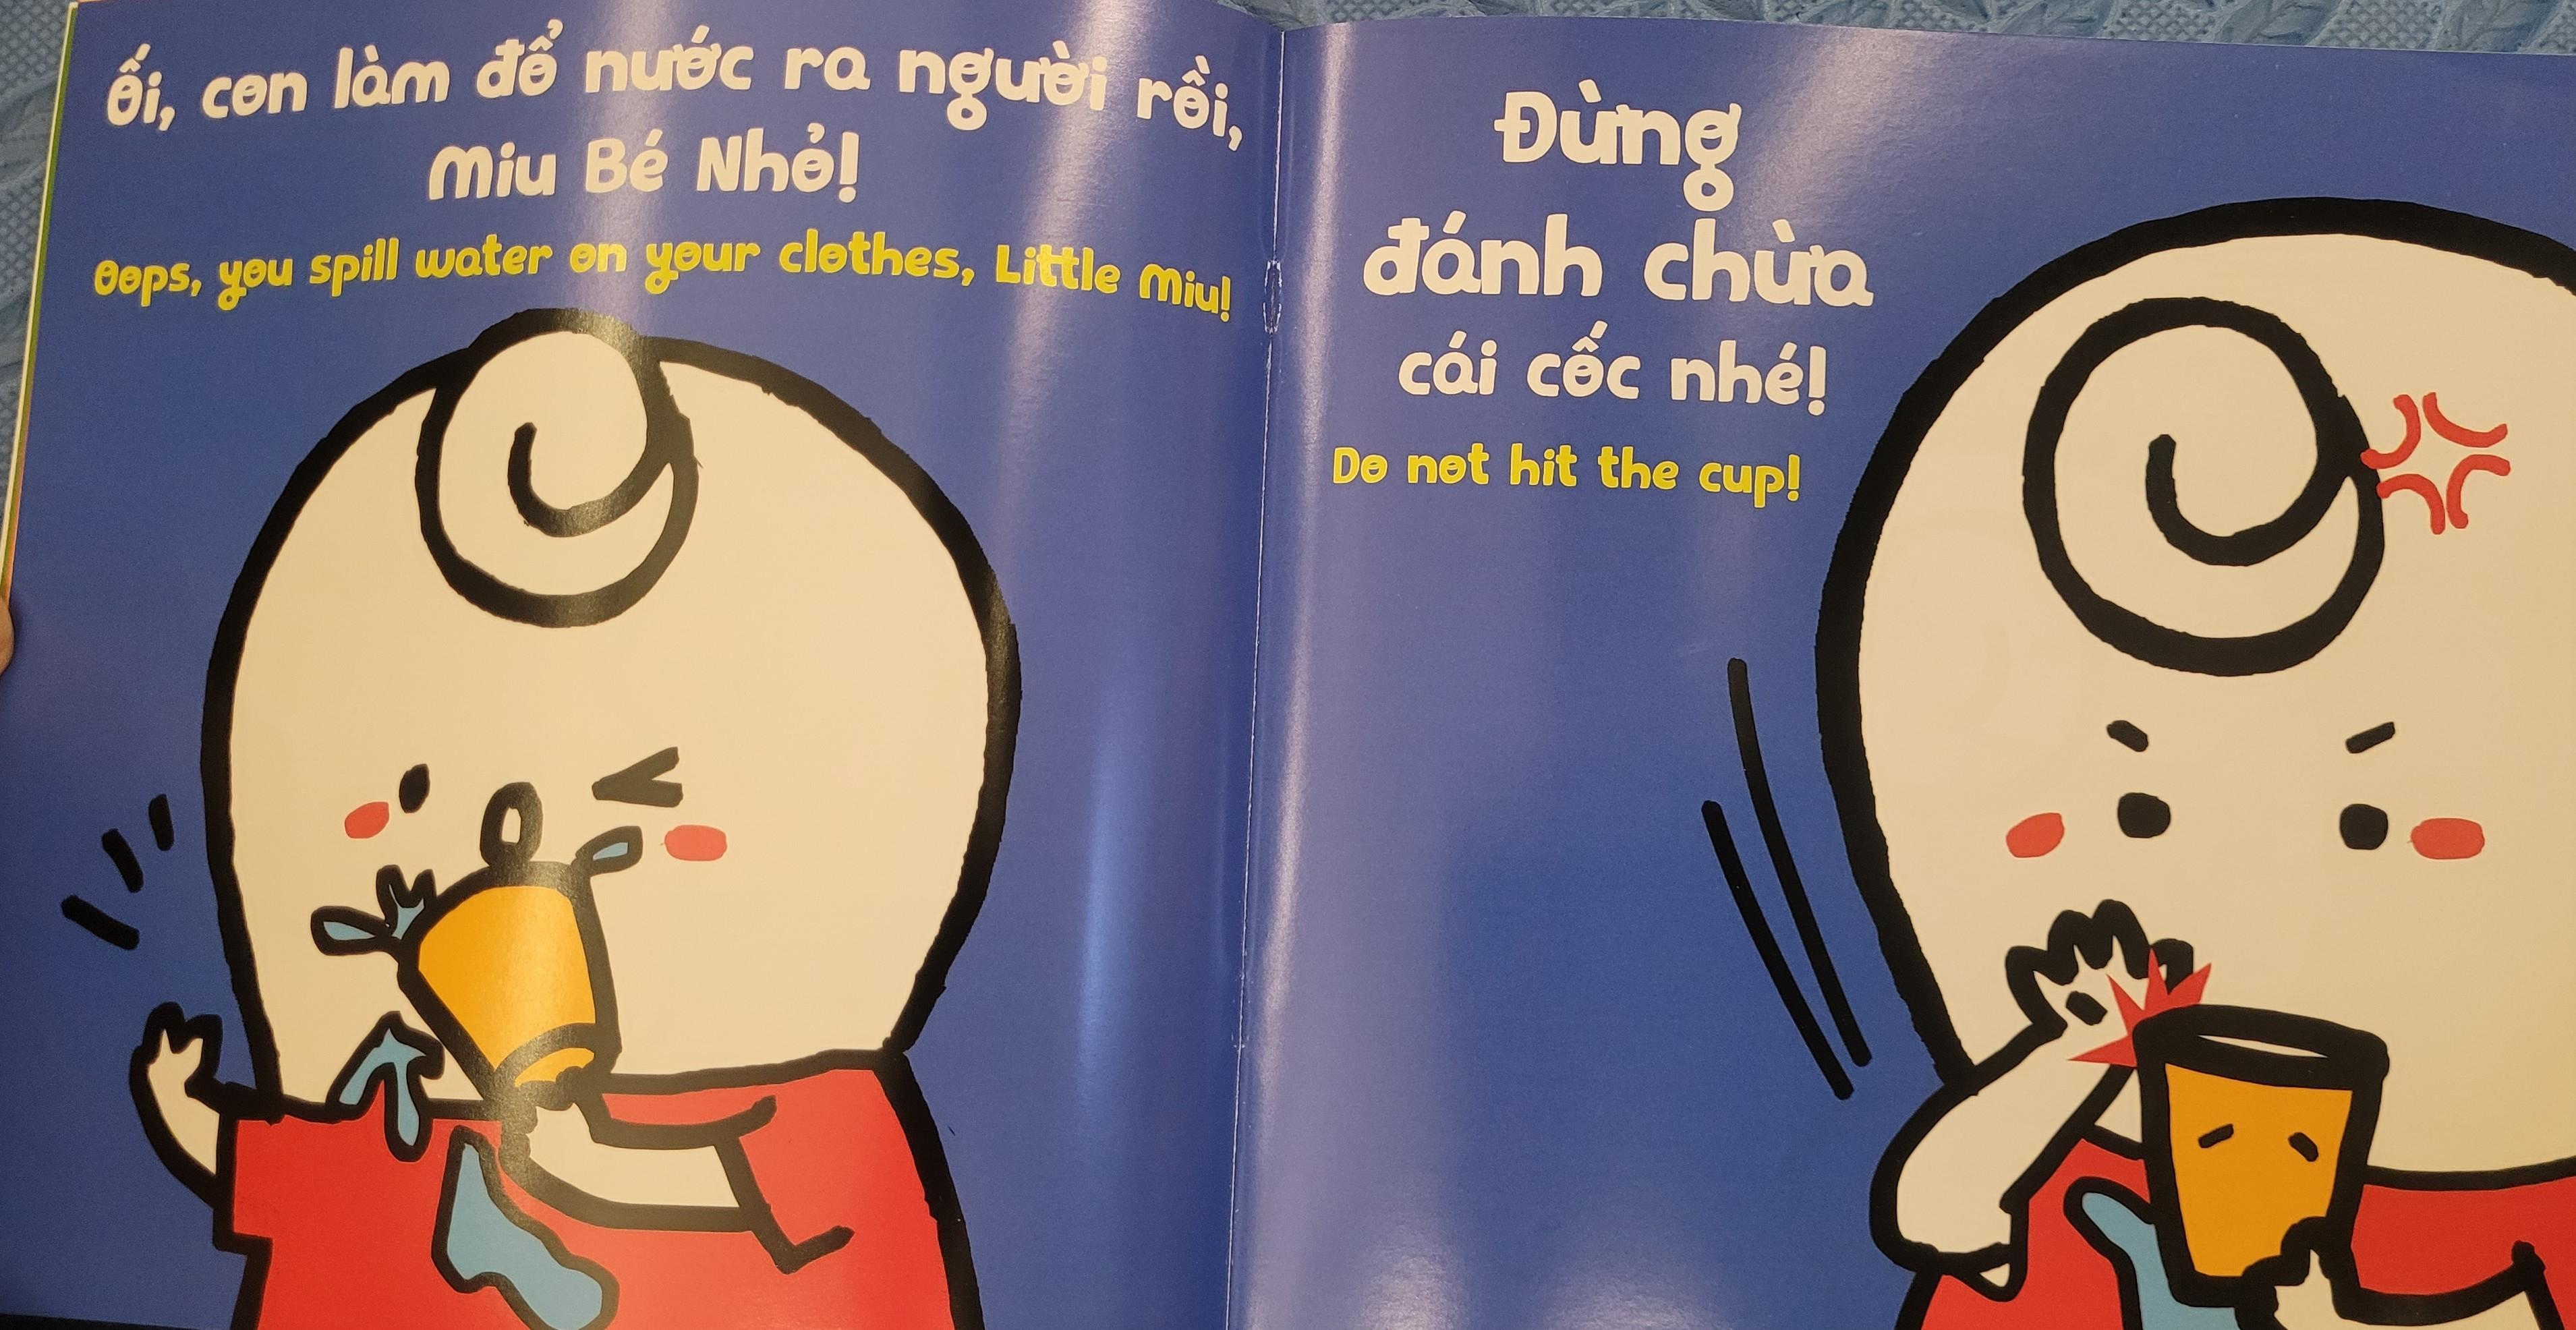 Ối, con làm đổ nước ra người rồi,
Miu Bé Nhỏ!
Oops, you spill water on your clothes, Little Miu!
Đừng
đánh chừa
cái cốc nhé!
Do not hit the cup!